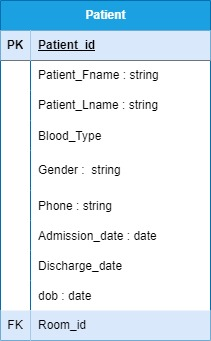 Patient
PK Patient_id
Patient_Fname : string
Patient_Lname : string
Blood_Type
Gender :  string
Phone : string
Admission_date : date
Discharge_date
dob : date
FK Room_id